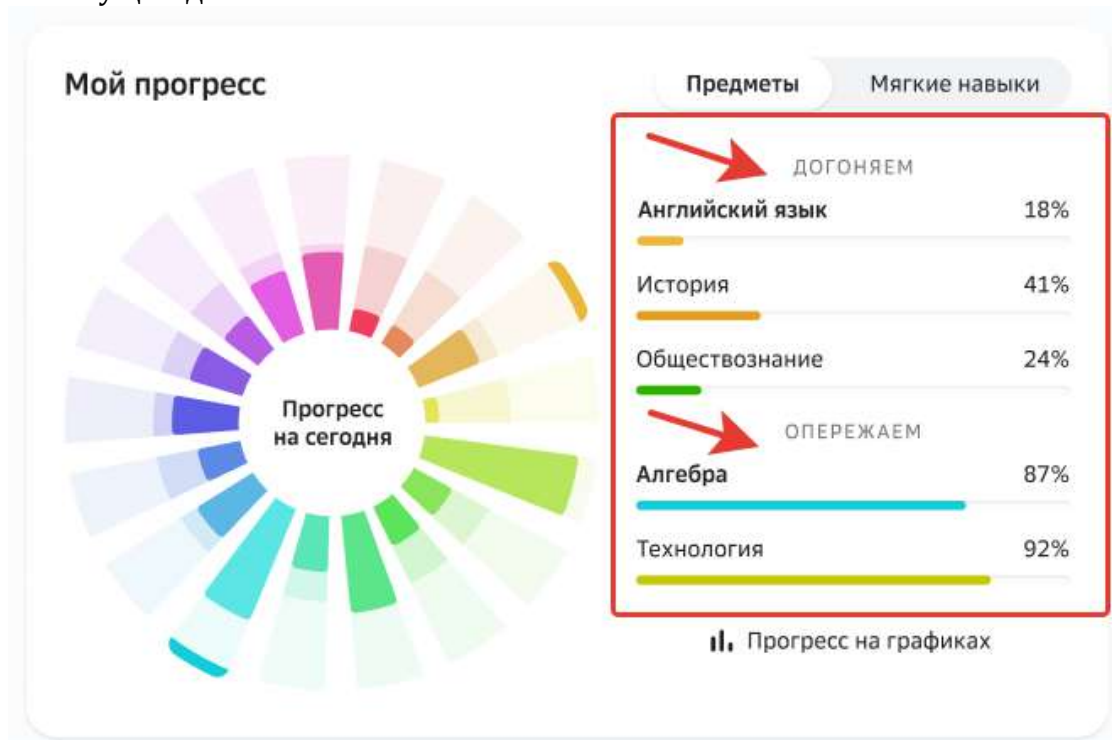 Мой прогресс
Предметы
Мягкие навыки
ДОГОНЯЕМ
Английский язык 18%
История 41%
Обществознание 24%
ОПЕРЕЖАЕМ
Алгебра 87%
Технология 92%
Прогресс на графиках
Прогресс
на сегодня